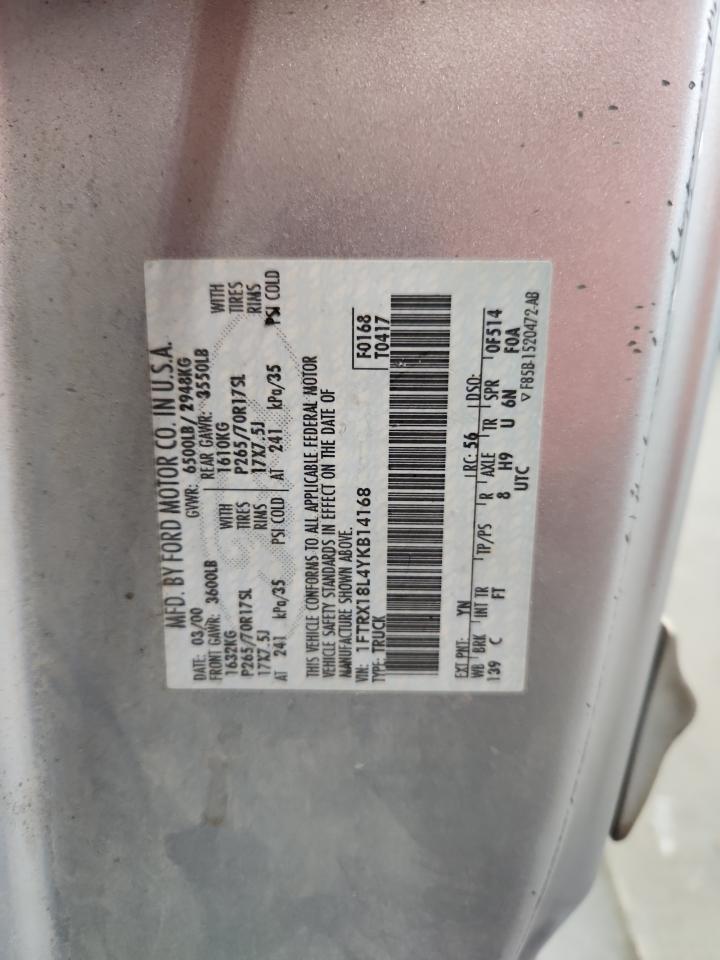 MFD. BY FORD MOTOR CO. IN U.S.A.
DATE: 03/00 GVWR: 6500LB/ 2948KG
FRONT GAWR: 3600LB REAR GAWR: 3550LB
1632KG WITH 1610KG WITH
P265/70R17SL TIRES P265/70R17SL TIRES
17X7.5J RIMS 17X7.5J RIMS
AT 241 kPa/35 PSI COLD AT 241 kPa/35 PSI COLD
THIS VEHICLE CONFORMS TO ALL APPLICABLE FEDERAL MOTOR
VEHICLE SAFETY STANDARDS IN EFFECT ON THE DATE OF
MANUFACTURE SHOWN ABOVE.
VIN: 1FTRX18L4YKB14168 F0168
TYPE: TRUCK T0417
EXT PNT: YN RC: 56 DSO:
WB BRK INT TR TP/PS R AXLE TR SPR 0F514
139 C FT 8 H9 U 6N F0A
UTC ▽ F85B-1520472-AB